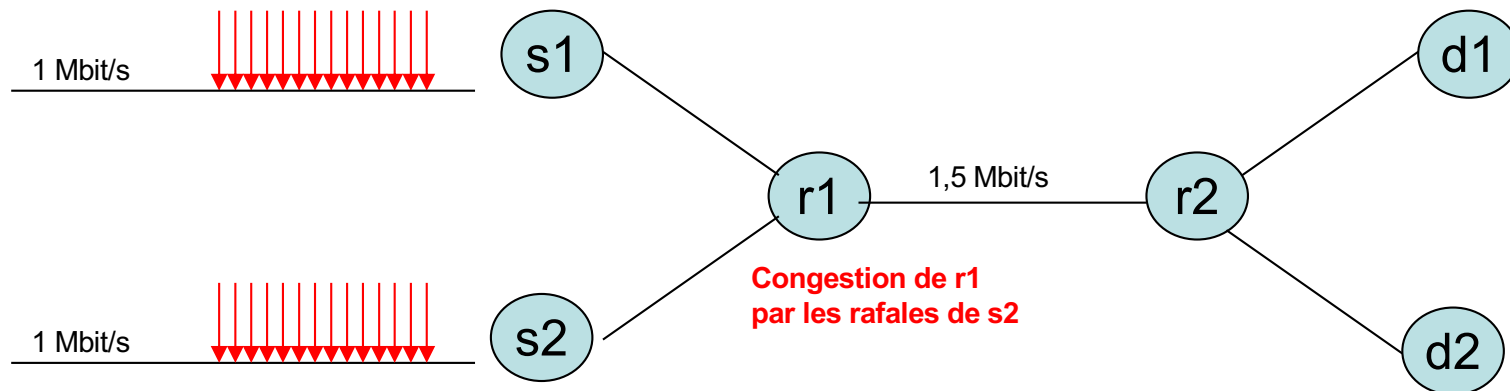 1 Mbit/s
s1
d1
r1
1,5 Mbit/s
r2
Congestion de r1
par les rafales de s2
1 Mbit/s
s2
d2